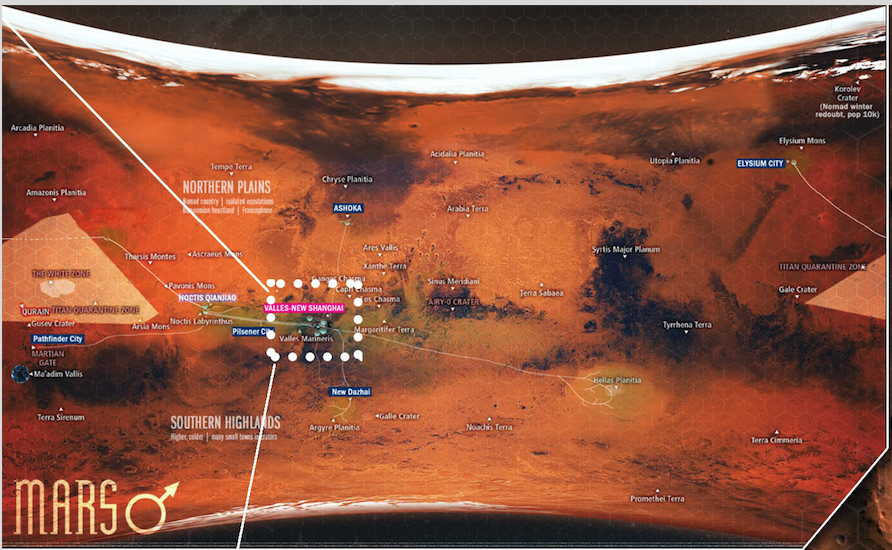 Korolev
Crater
(Nomad winter
redoubt, pop 10k)
Arcadia Planitia
Elysium Mons
Acidalia Planitia
Utopia Planitia
ELYSIUM CITY
Tempe Terra
Chryse Planitia
NORTHERN PLAINS
Nomad country | isolated ecostations
heartland | Francophone
Amazonis Planitia
ASHOKA
Arabia Terra
Ares Vallis
Syrtis Major Planum
Tharsis Montes
Ascraeus Mons
Xanthe Terra
TITAN QUARANTINE ZONE
THE WHITE ZONE
Ganges Chasma
Sinus Meridiani
Pavonis Mons
Capri Chasma
Terra Sabaea
Gale Crater
NOCTIS QIANJIAO
Eos Chasma
AIRY-0 CRATER
QURAIN
TITAN QUARANTINE ZONE
VALLES-NEW SHANGHAI
Gusev Crater
Arsia Mons
Noctis Labyrinthus
Pilsener City
Margaritifer Terra
Tyrrhena Terra
Pathfinder City
Valles Marineris
MARTIAN
GATE
Ma'adim Vallis
Hellas Planitia
New Dazhai
Terra Sirenum
SOUTHERN HIGHLANDS
Higher, colder | many small towns in craters
Galle Crater
Argyre Planitia
Noachis Terra
Terra Cimmeria
MARS
Promethei Terra